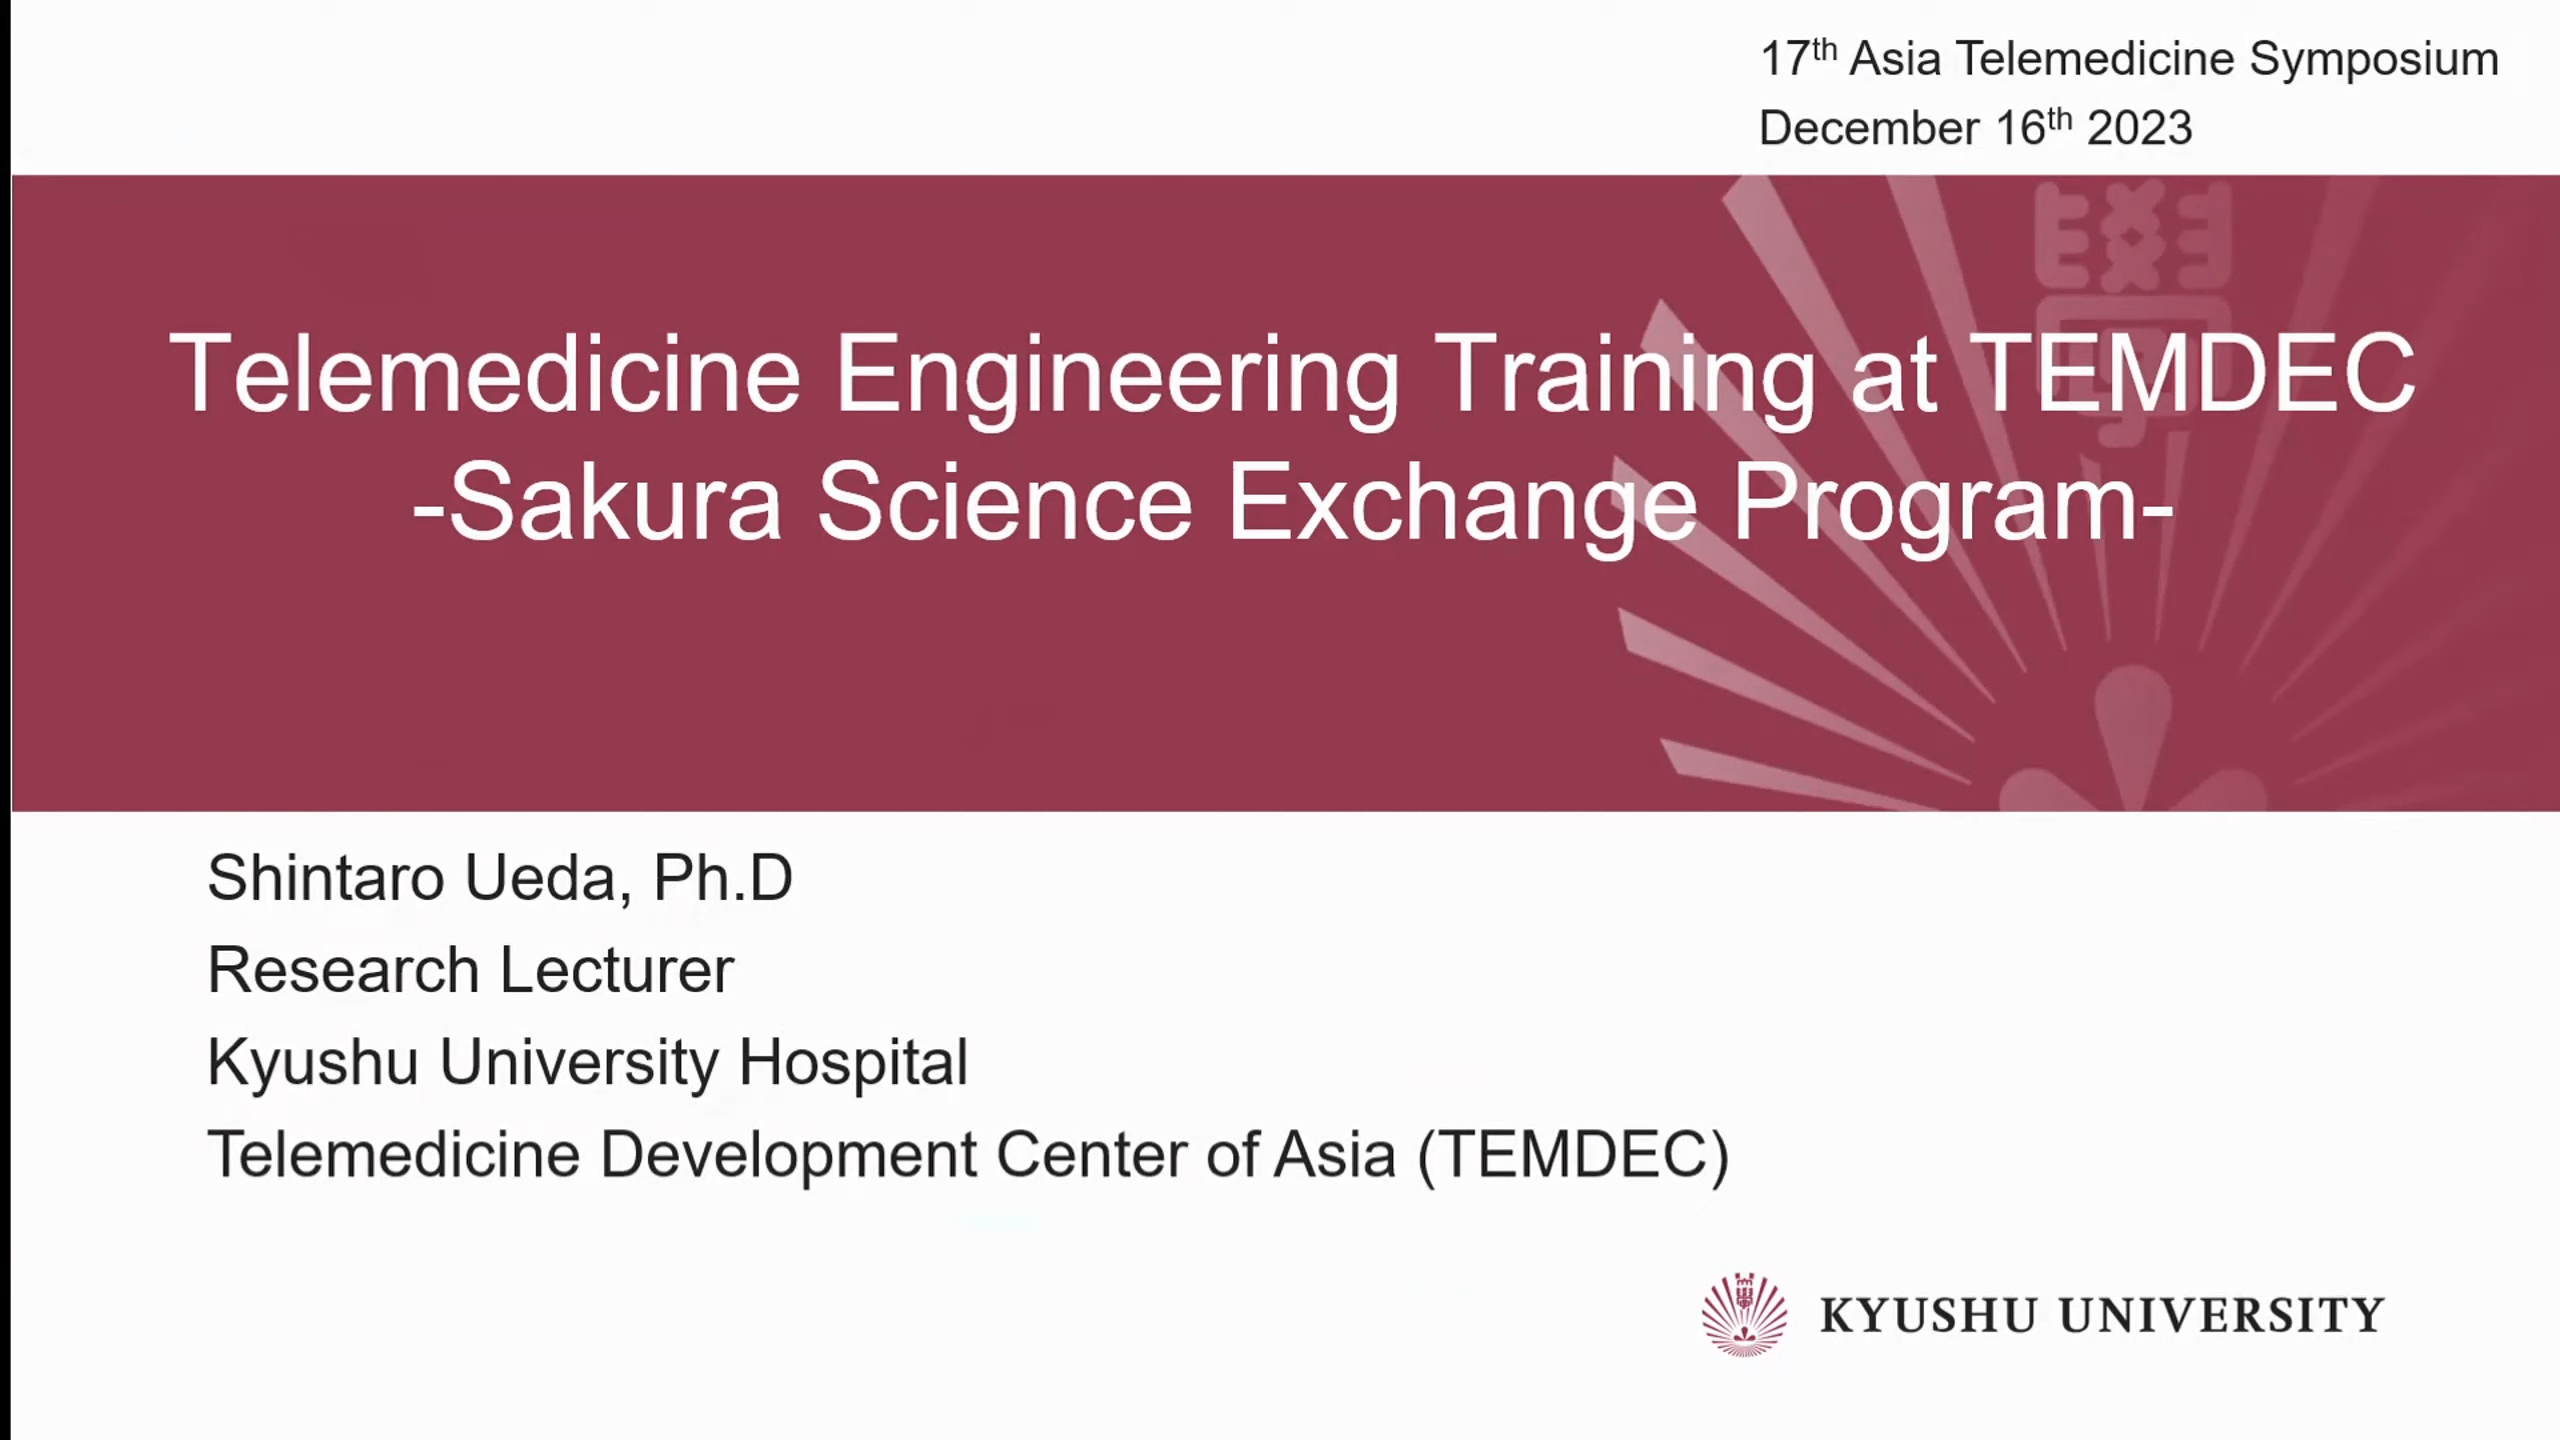 17th Asia Telemedicine Symposium
December 16th 2023
Telemedicine Engineering Training at TEMDEC
-Sakura Science Exchange Program-
Shintaro Ueda, Ph.D
Research Lecturer
Kyushu University Hospital
Telemedicine Development Center of Asia (TEMDEC)
KYUSHU UNIVERSITY